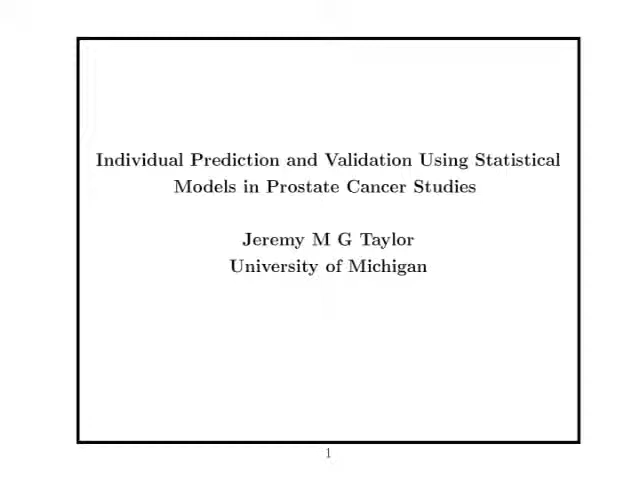 Individual Prediction and Validation Using Statistical
Models in Prostate Cancer Studies
Jeremy M G Taylor
University of Michigan
1